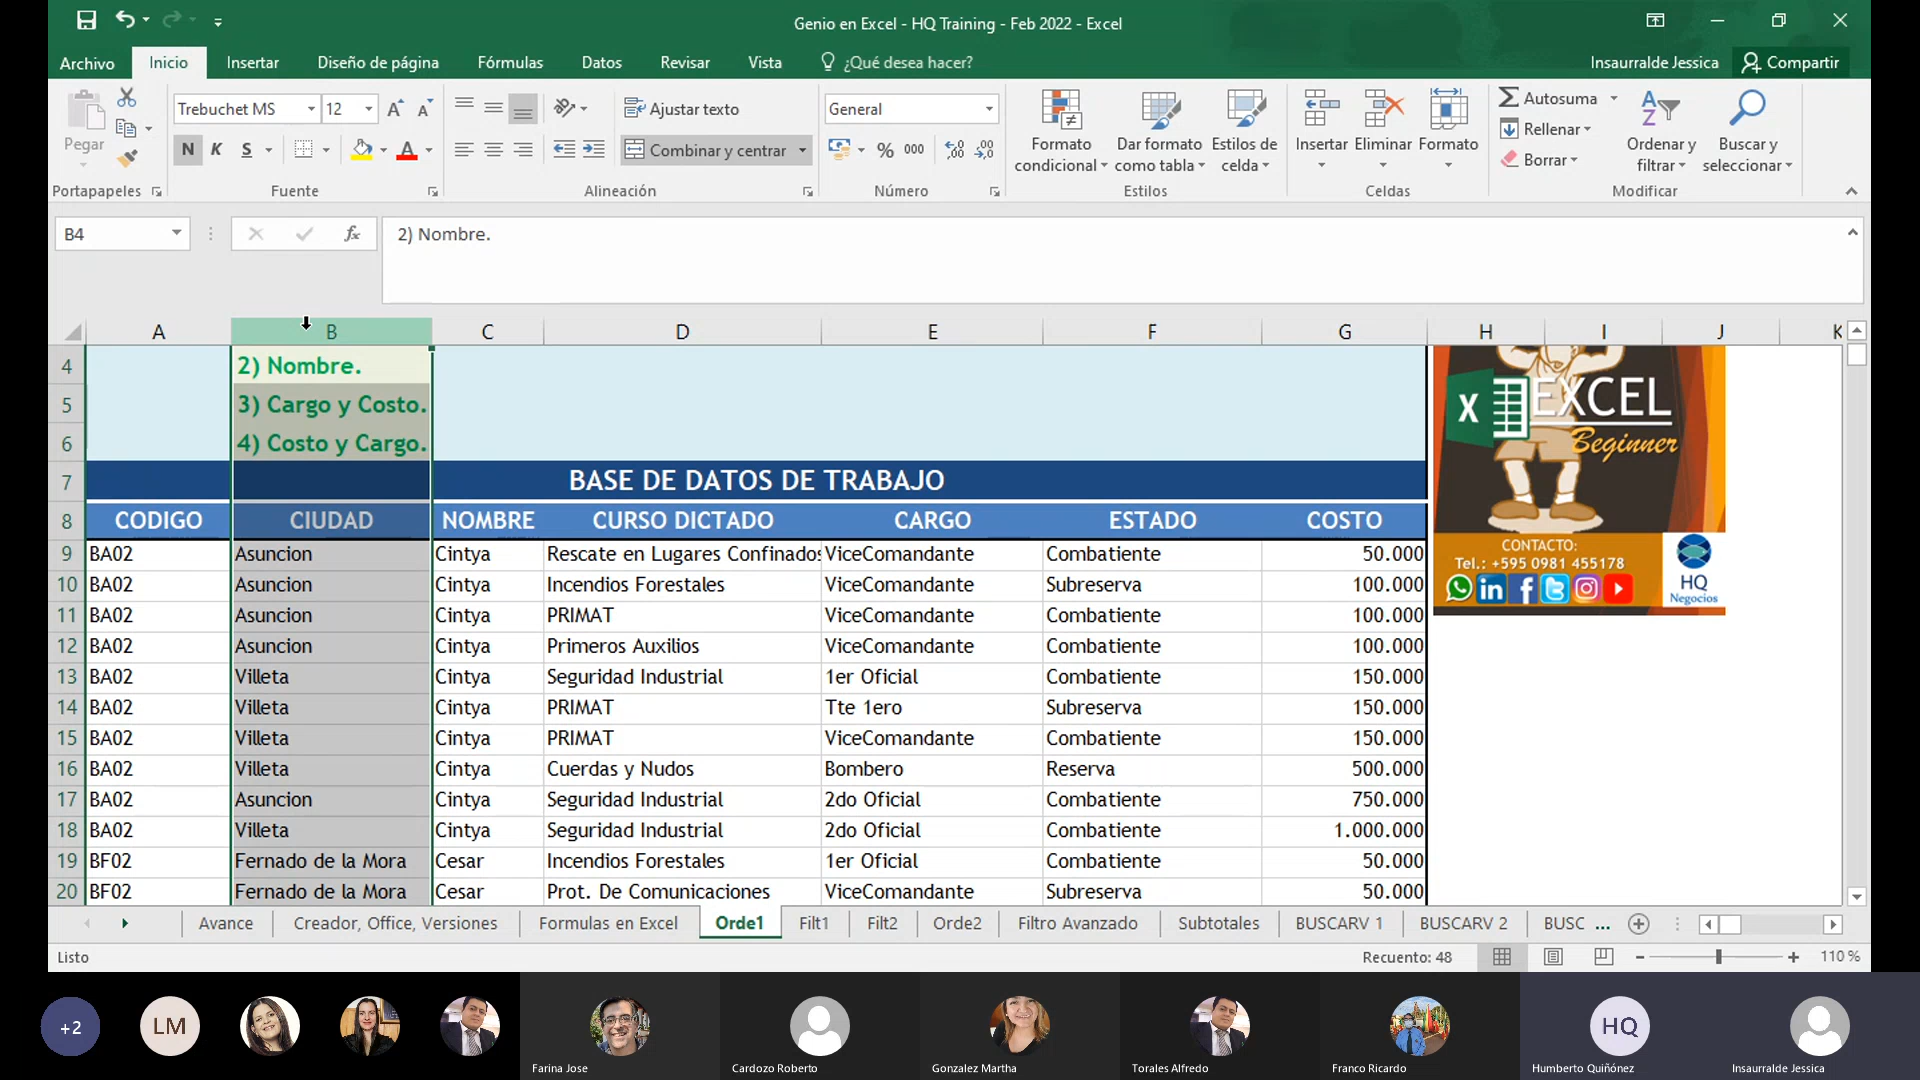 Genio en Excel - HQ Training - Feb 2022 - Excel
Archivo Inicio Insertar Diseño de página Fórmulas Datos Revisar Vista ¿Qué desea hacer? Insaurralde Jessica Compartir
Pegar
Portapapeles
Trebuchet MS 12
N K S
Fuente
Ajustar texto
Combinar y centrar
Alineación
General
% 000
Número
Formato condicional
Dar formato como tabla
Estilos de celda
Estilos
Insertar Eliminar Formato
Celdas
Autosuma
Rellenar
Borrar
Ordenar y filtrar
Buscar y seleccionar
Modificar
B4 fx 2) Nombre.
A B C D E F G H I J K
4 2) Nombre.
5 3) Cargo y Costo.
6 4) Costo y Cargo.
7 BASE DE DATOS DE TRABAJO
8 CODIGO CIUDAD NOMBRE CURSO DICTADO CARGO ESTADO COSTO
9 BA02 Asuncion Cintya Rescate en Lugares Confinados ViceComandante Combatiente 50.000
10 BA02 Asuncion Cintya Incendios Forestales ViceComandante Subreserva 100.000
11 BA02 Asuncion Cintya PRIMAT ViceComandante Combatiente 100.000
12 BA02 Asuncion Cintya Primeros Auxilios ViceComandante Combatiente 100.000
13 BA02 Villeta Cintya Seguridad Industrial 1er Oficial Combatiente 150.000
14 BA02 Villeta Cintya PRIMAT Tte 1ero Subreserva 150.000
15 BA02 Villeta Cintya PRIMAT ViceComandante Combatiente 150.000
16 BA02 Villeta Cintya Cuerdas y Nudos Bombero Reserva 500.000
17 BA02 Asuncion Cintya Seguridad Industrial 2do Oficial Combatiente 750.000
18 BA02 Villeta Cintya Seguridad Industrial 2do Oficial Combatiente 1.000.000
19 BF02 Fernado de la Mora Cesar Incendios Forestales 1er Oficial Combatiente 50.000
20 BF02 Fernado de la Mora Cesar Prot. De Comunicaciones ViceComandante Subreserva 50.000
X EXCEL
Beginner
CONTACTO:
Tel.: +595 0981 455178
HQ
Negocios
Avance Creador, Office, Versiones Formulas en Excel Orde1 Filt1 Filt2 Orde2 Filtro Avanzado Subtotales BUSCARV 1 BUSCARV 2 BUSC ...
Listo Recuento: 48 110 %
+2 LM HQ
Farina Jose Cardozo Roberto Gonzalez Martha Torales Alfredo Franco Ricardo Humberto Quiñónez Insaurralde Jessica